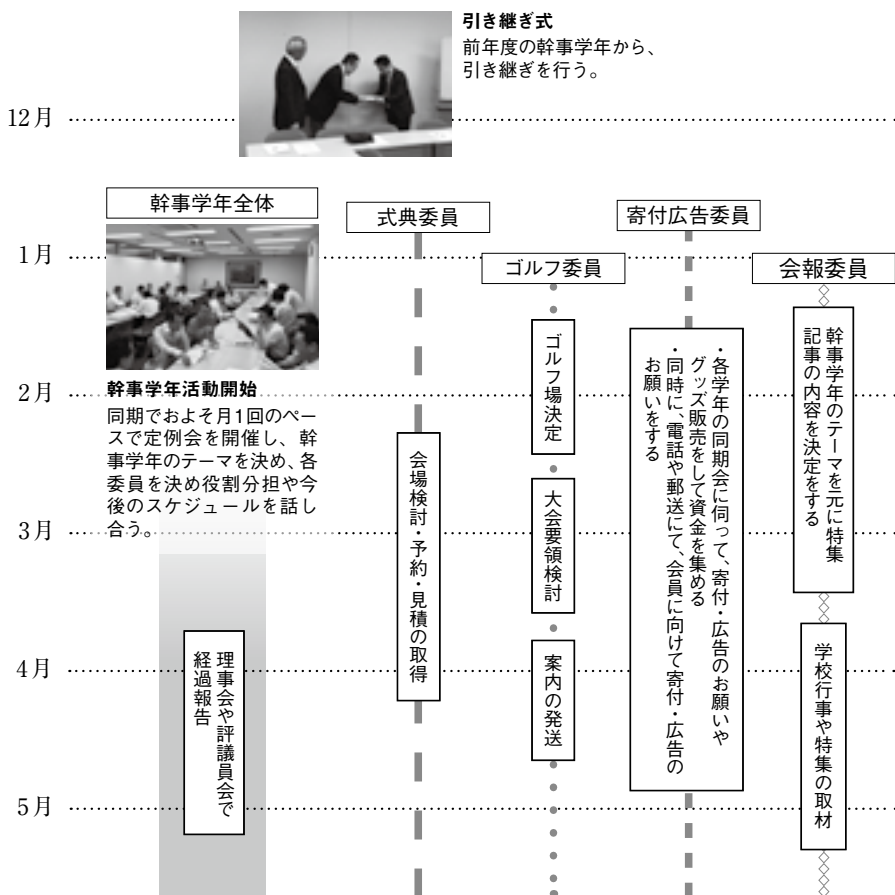 引き継ぎ式
前年度の幹事学年から、
引き継ぎを行う。
12月
幹事学年全体
式典委員
寄付広告委員
1月
ゴルフ委員
会報委員
幹事学年活動開始
同期でおよそ月1回のペー
スで定例会を開催し、幹
事学年のテーマを決め、各
委員を決め役割分担や今
後のスケジュールを話し
合う。
2月
3月
4月
5月
理事会や評議員会で
経過報告
会場検討・予約・見積の取得
ゴルフ場決定
大会要領検討
案内の発送
・各学年の同期会に伺って、寄付・広告のお願いや
グッズ販売をして資金を集める
・同時に、電話や郵送にて、会員に向けて寄付・広告の
お願いをする
幹事学年のテーマを元に特集
記事の内容を決定をする
学校行事や特集の取材